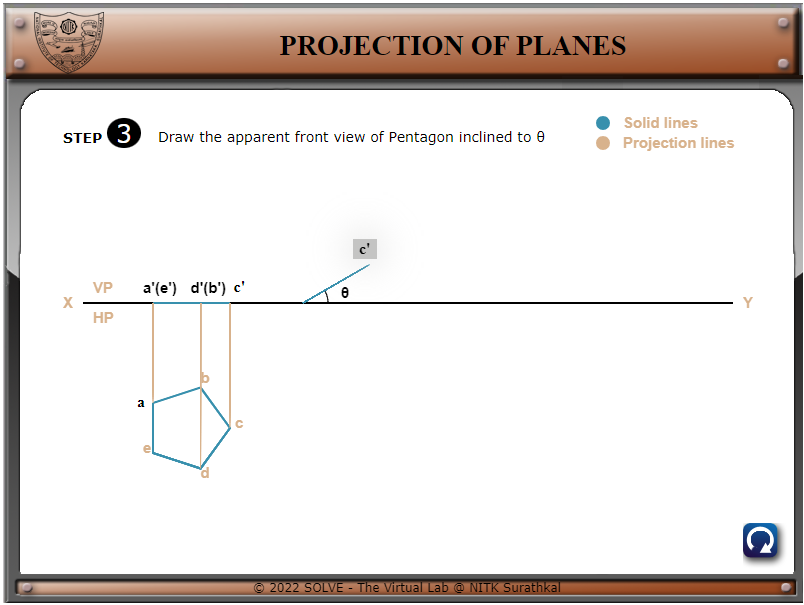 PROJECTION OF PLANES
STEP 3 Draw the apparent front view of Pentagon inclined to θ
Solid lines
Projection lines
c'
VP a'(e') d'(b') c' θ
X Y
HP
b
a
c
e
d
© 2022 SOLVE - The Virtual Lab @ NITK Surathkal